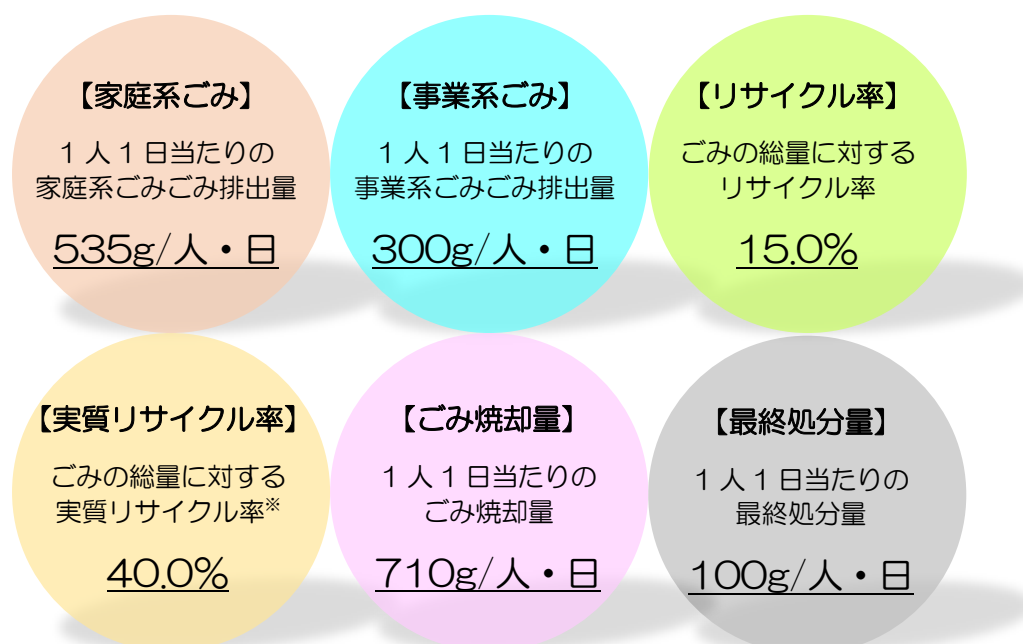 【家庭系ごみ】
1人1日当たりの
家庭系ごみごみ排出量
535g/人・日
【事業系ごみ】
1人1日当たりの
事業系ごみごみ排出量
300g/人・日
【リサイクル率】
ごみの総量に対する
リサイクル率
15.0%
【実質リサイクル率】
ごみの総量に対する
実質リサイクル率※
40.0%
【ごみ焼却量】
1人1日当たりの
ごみ焼却量
710g/人・日
【最終処分量】
1人1日当たりの
最終処分量
100g/人・日